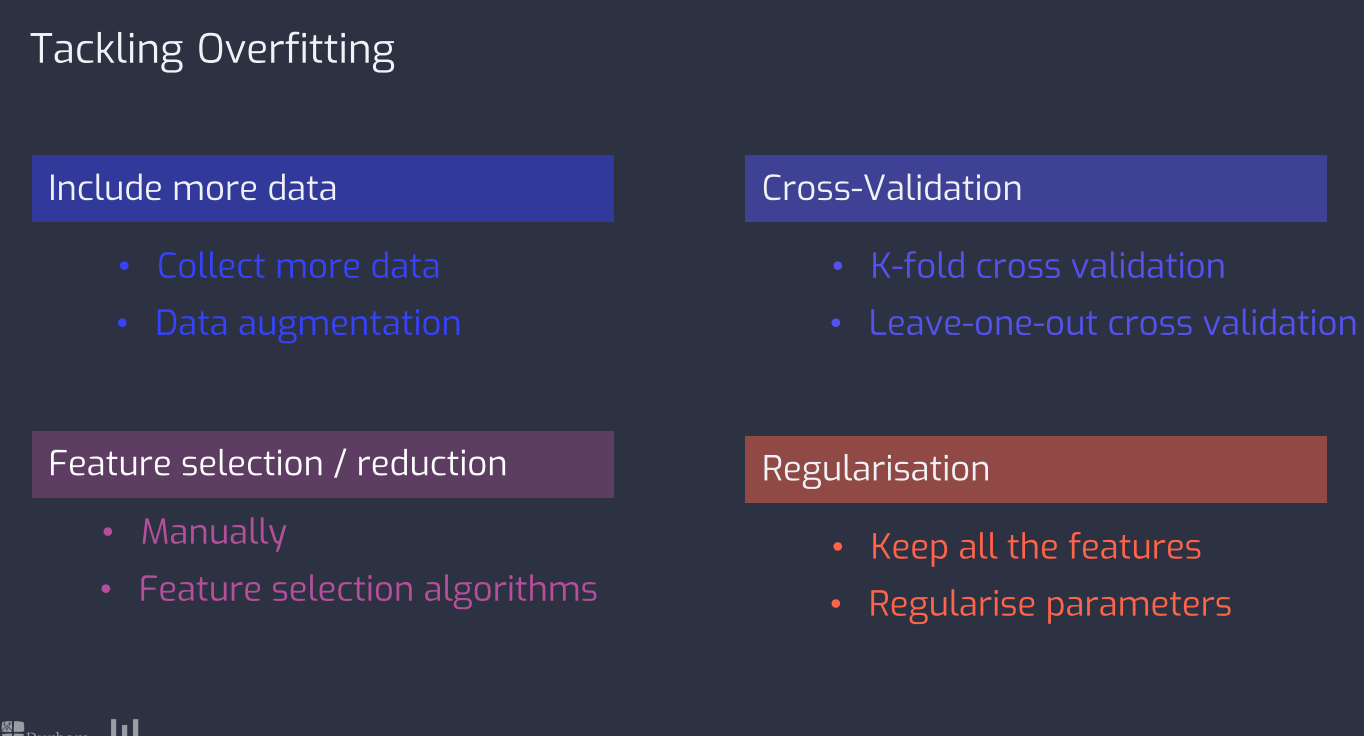 Tackling Overfitting
Include more data
• Collect more data
• Data augmentation
Cross-Validation
• K-fold cross validation
• Leave-one-out cross validation
Feature selection / reduction
• Manually
• Feature selection algorithms
Regularisation
• Keep all the features
• Regularise parameters